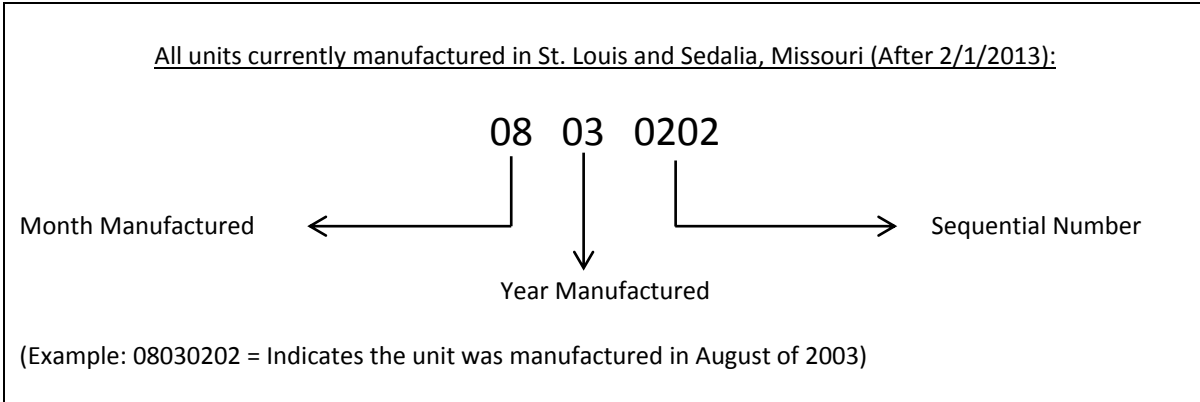 All units currently manufactured in St. Louis and Sedalia, Missouri (After 2/1/2013):
08 03 0202
Month Manufactured
Sequential Number
Year Manufactured
(Example: 08030202 = Indicates the unit was manufactured in August of 2003)